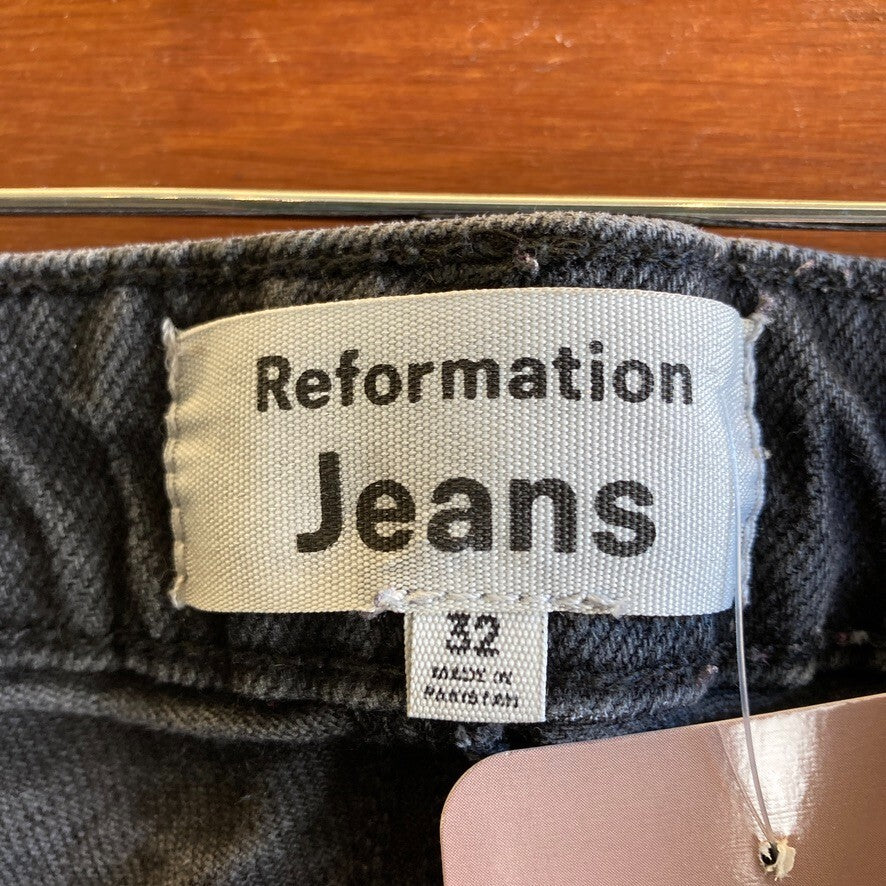 Reformation
Jeans
32
MADE IN
PAKISTAN